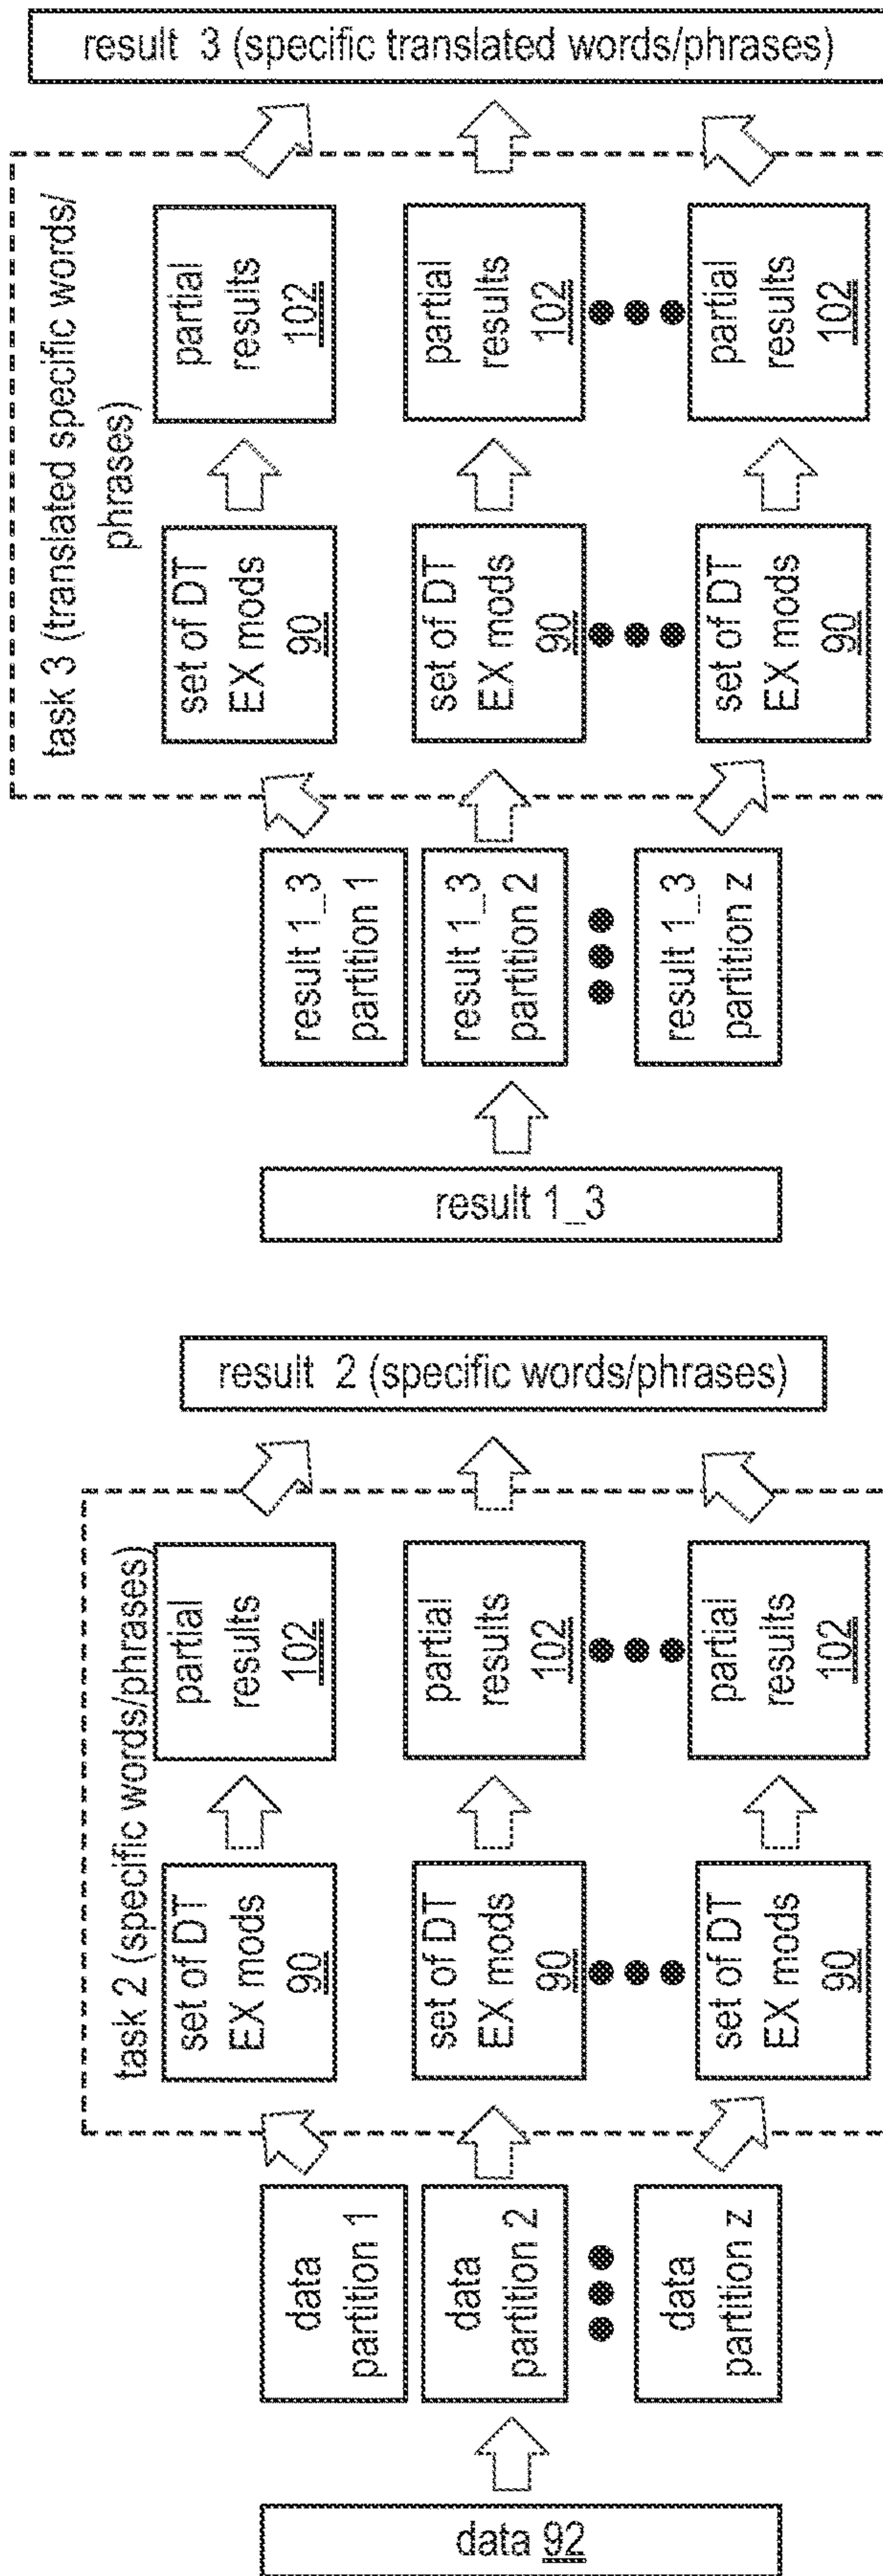 data 92
data
partition 1
data
partition 2
data
partition z
task 2 (specific words/phrases)
set of DT
EX mods
90
set of DT
EX mods
90
set of DT
EX mods
90
partial
results
102
partial
results
102
partial
results
102
result 2 (specific words/phrases)
result 1_3
result 1_3
partition 1
result 1_3
partition 2
result 1_3
partition z
task 3 (translated specific words/
phrases)
set of DT
EX mods
90
set of DT
EX mods
90
set of DT
EX mods
90
partial
results
102
partial
results
102
partial
results
102
result 3 (specific translated words/phrases)